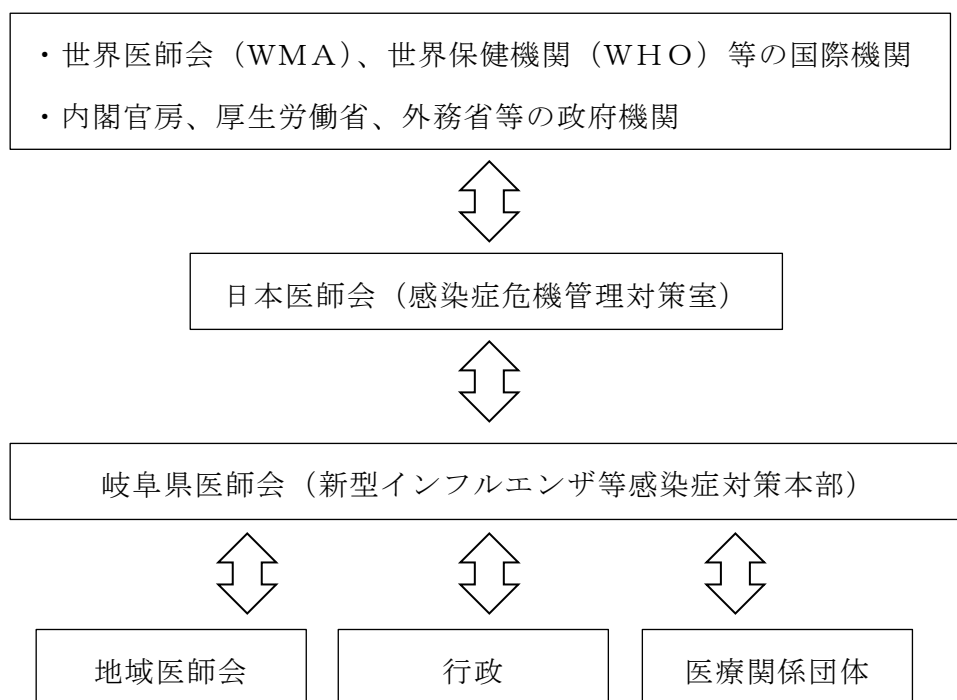 ・世界医師会（ＷＭＡ）、世界保健機関（ＷＨＯ）等の国際機関
・内閣官房、厚生労働省、外務省等の政府機関
日本医師会（感染症危機管理対策室）
岐阜県医師会（新型インフルエンザ等感染症対策本部）
地域医師会
行政
医療関係団体